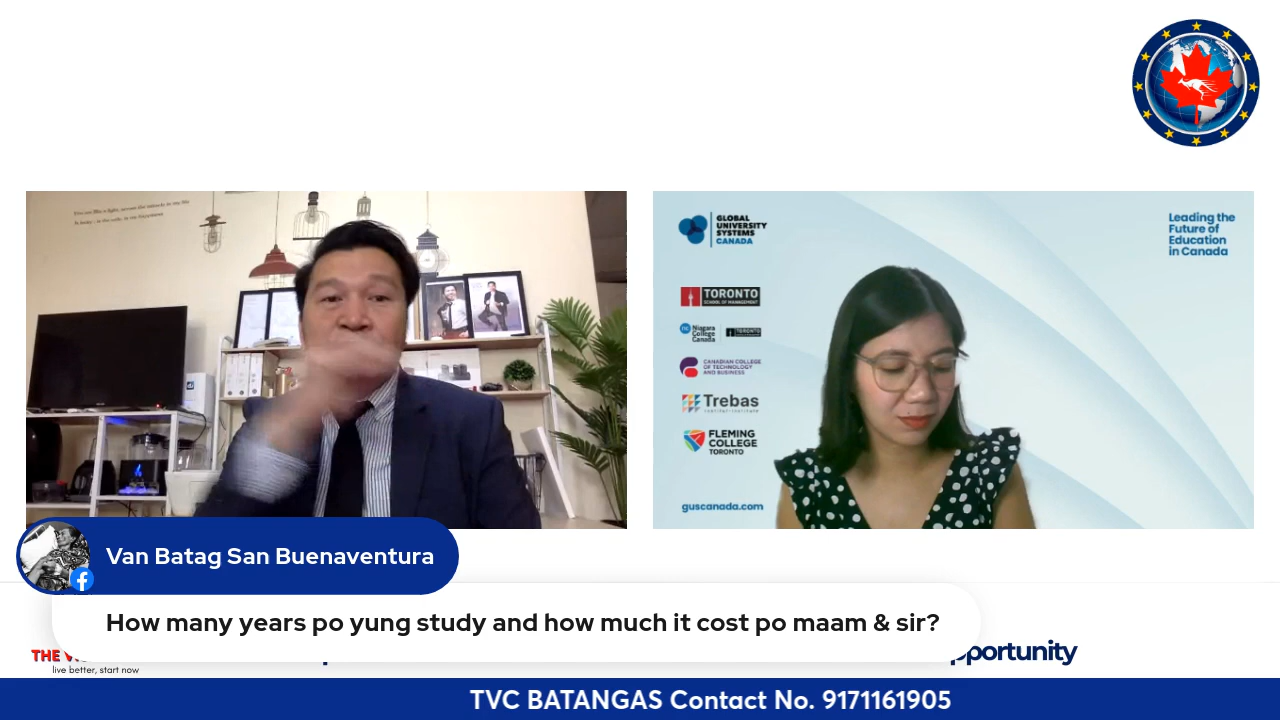 GLOBAL
UNIVERSITY
SYSTEMS
CANADA
Leading the
Future of
Education
in Canada
TORONTO
SCHOOL OF MANAGEMENT
Niagara
College
Canada
TORONTO
CANADIAN COLLEGE
OF TECHNOLOGY
AND BUSINESS
Trebas
FLEMING
COLLEGE
TORONTO
guscanada.com
Van Batag San Buenaventura
How many years po yung study and how much it cost po maam & sir?
THE
pportunity
live better, start now
TVC BATANGAS Contact No. 9171161905